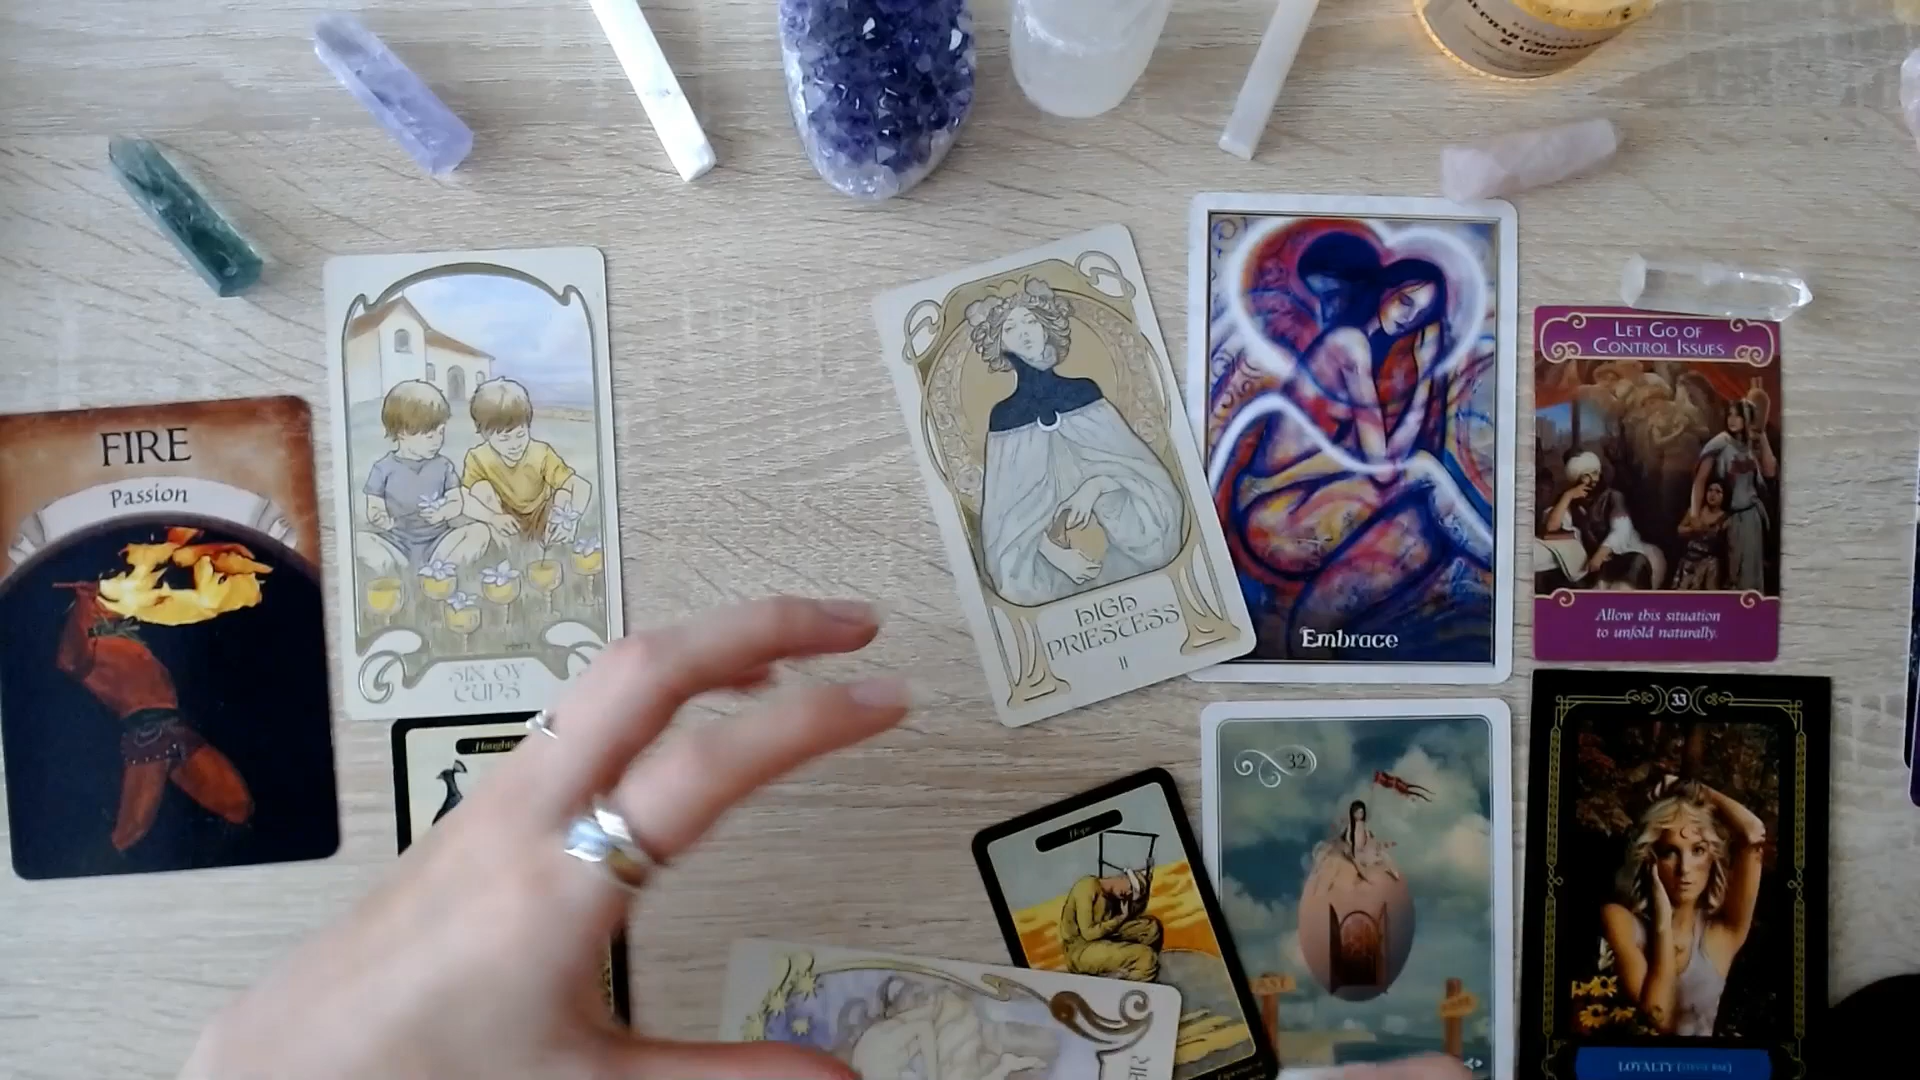 FIRE
Passion
SIX OF
CUPS
HIGH
PRIESTESS
II
Embrace
LET GO OF
CONTROL ISSUES
Allow this situation
to unfold naturally.
Hope
32
33
LOYALTY